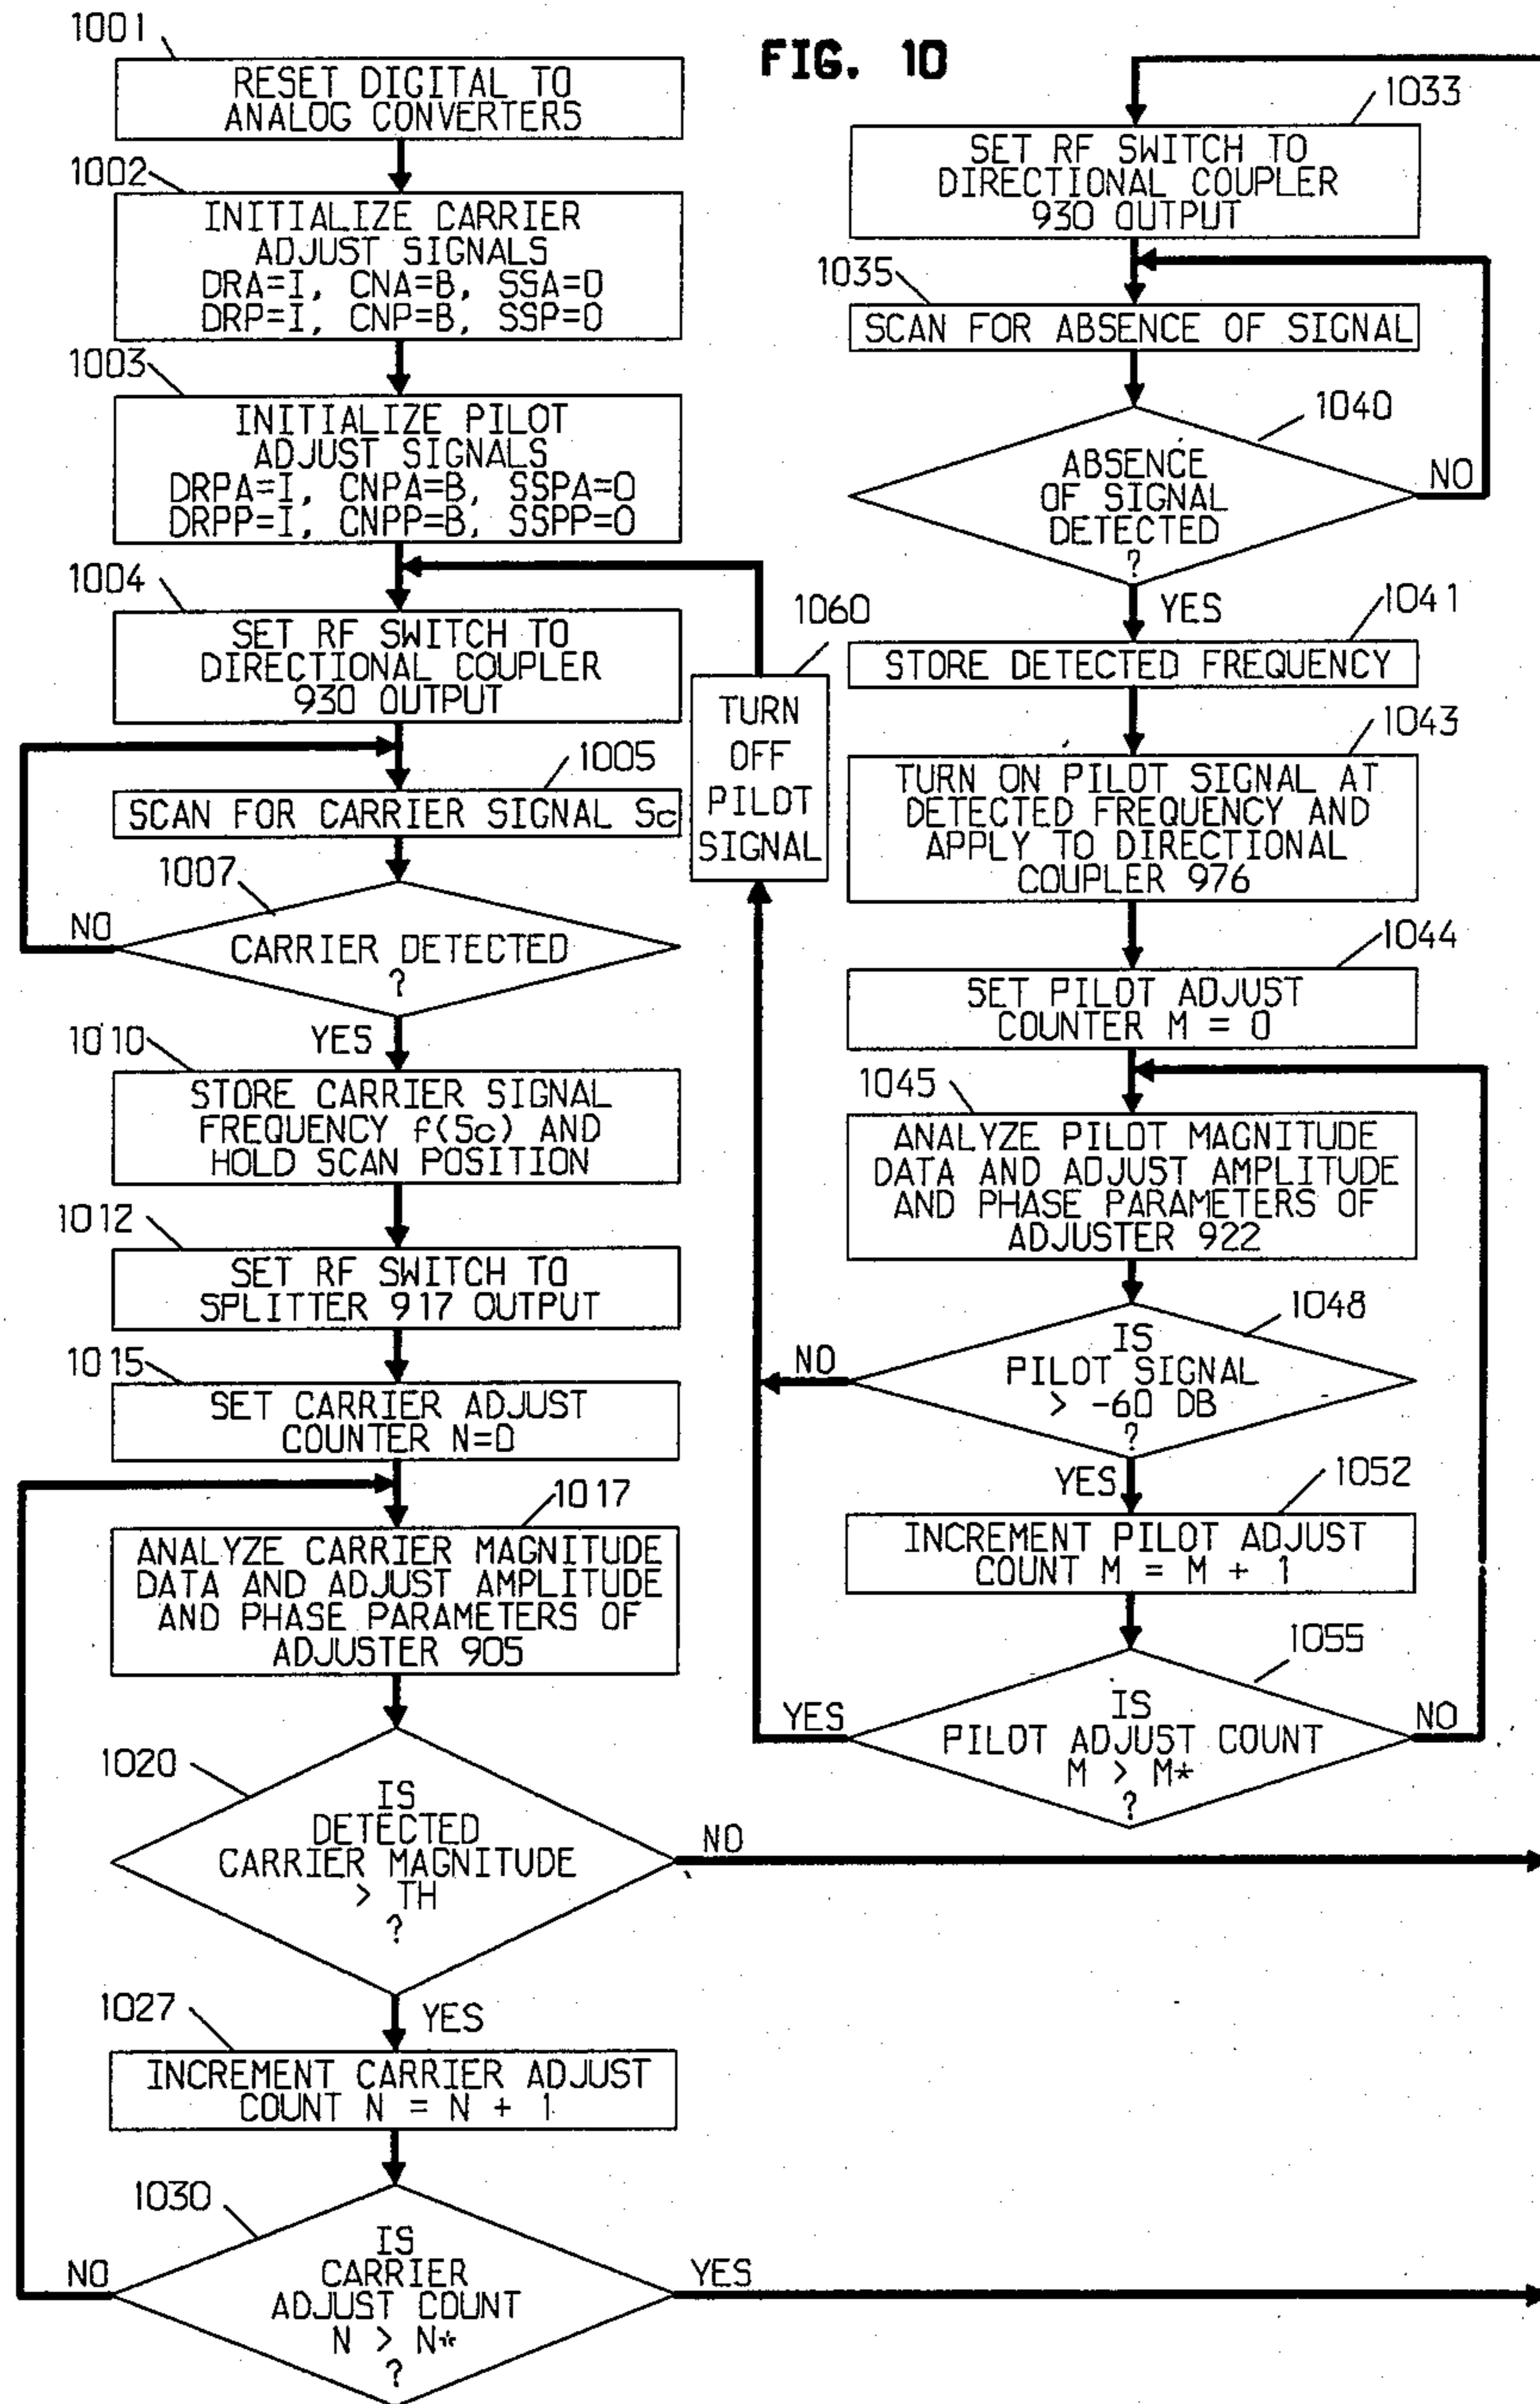 FIG. 10
1001
RESET DIGITAL TO
ANALOG CONVERTERS
1002
INITIALIZE CARRIER
ADJUST SIGNALS
DRA=I, CNA=B, SSA=0
DRP=I, CNP=B, SSP=0
1003
INITIALIZE PILOT
ADJUST SIGNALS
DRPA=I, CNPA=B, SSPA=0
DRPP=I, CNPP=B, SSPP=0
1004
SET RF SWITCH TO
DIRECTIONAL COUPLER
930 OUTPUT
1005
SCAN FOR CARRIER SIGNAL Sc
1007
NO
CARRIER DETECTED
?
YES
1010
STORE CARRIER SIGNAL
FREQUENCY f(Sc) AND
HOLD SCAN POSITION
1012
SET RF SWITCH TO
SPLITTER 917 OUTPUT
1015
SET CARRIER ADJUST
COUNTER N=0
1017
ANALYZE CARRIER MAGNITUDE
DATA AND ADJUST AMPLITUDE
AND PHASE PARAMETERS OF
ADJUSTER 905
1020
IS
DETECTED
CARRIER MAGNITUDE
> TH
?
NO
YES
1027
INCREMENT CARRIER ADJUST
COUNT N = N + 1
1030
IS
CARRIER
ADJUST COUNT
N > N*
?
NO
YES
1060
TURN
OFF
PILOT
SIGNAL
1033
SET RF SWITCH TO
DIRECTIONAL COUPLER
930 OUTPUT
1035
SCAN FOR ABSENCE OF SIGNAL
1040
ABSENCE
OF SIGNAL
DETECTED
?
NO
YES
1041
STORE DETECTED FREQUENCY
1043
TURN ON PILOT SIGNAL AT
DETECTED FREQUENCY AND
APPLY TO DIRECTIONAL
COUPLER 976
1044
SET PILOT ADJUST
COUNTER M = 0
1045
ANALYZE PILOT MAGNITUDE
DATA AND ADJUST AMPLITUDE
AND PHASE PARAMETERS OF
ADJUSTER 922
1048
IS
PILOT SIGNAL
> -60 DB
?
NO
YES
1052
INCREMENT PILOT ADJUST
COUNT M = M + 1
1055
IS
PILOT ADJUST COUNT
M > M*
?
YES
NO